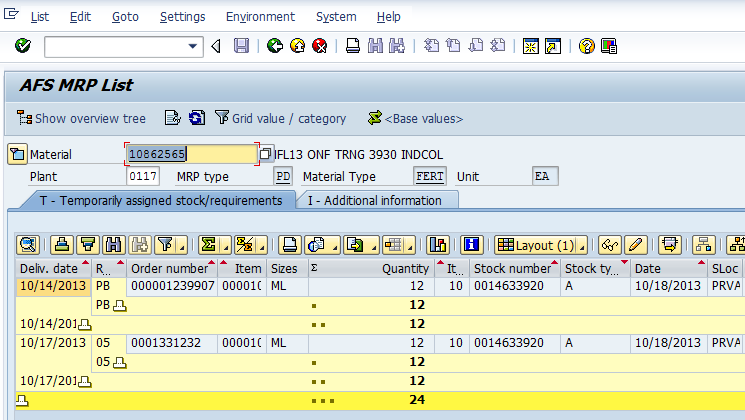 List Edit Goto Settings Environment System Help
AFS MRP List
Show overview tree Grid value / category <Base values>
Material 10862565 NFL13 ONF TRNG 3930 INDCOL
Plant 0117 MRP type PD Material Type FERT Unit EA
T - Temporarily assigned stock/requirements I - Additional information
Layout (1)
Deliv. date R... Order number Item Sizes Σ Quantity It... Stock number Stock ty... Date SLoc
10/14/2013 PB 000001239907 000010 ML 12 10 0014633920 A 10/18/2013 PRVA
PB 12
10/14/201 12
10/17/2013 05 0001331232 000010 ML 12 10 0014633920 A 10/18/2013 PRVA
05 12
10/17/201 12
24